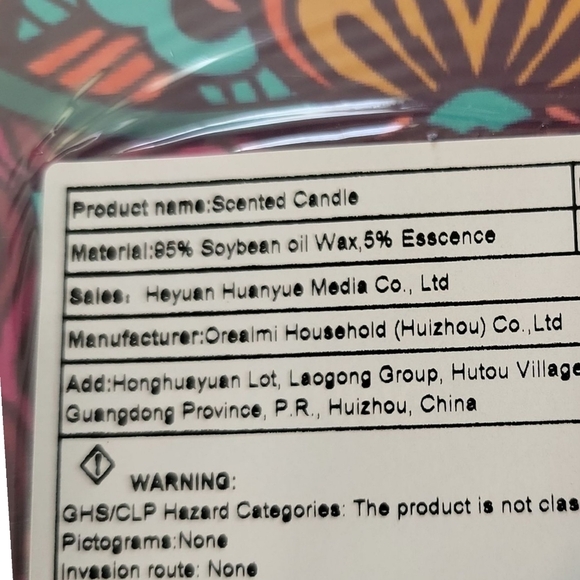 Product name:Scented Candle
Material:95% Soybean oil Wax,5% Esscence
Sales: Heyuan Huanyue Media Co., Ltd
Manufacturer:Orealmi Household (Huizhou) Co.,Ltd
Add:Honghuayuan Lot, Laogong Group, Hutou Village
Guangdong Province, P.R., Huizhou, China
WARNING:
GHS/CLP Hazard Categories: The product is not clas
Pictograms:None
Invasion route: None